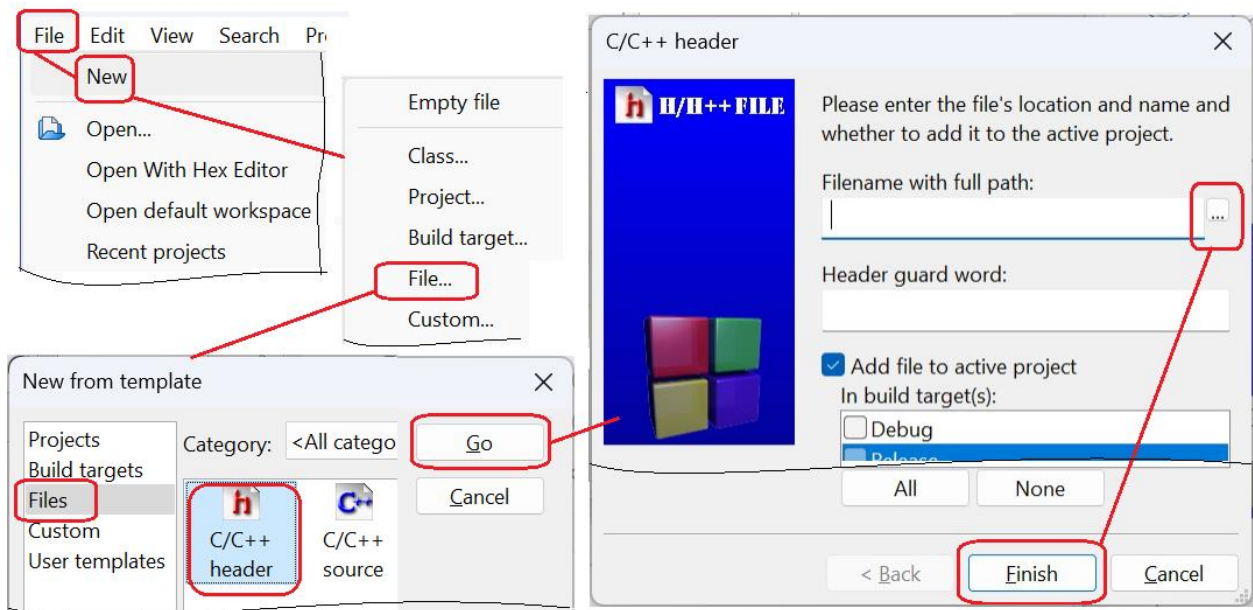 File Edit View Search
New
Open...
Open With Hex Editor
Open default workspace
Recent projects
Empty file
Class...
Project...
Build target...
File...
Custom...
New from template
Projects
Build targets
Files
Custom
User templates
Category: <All catego
Go
Cancel
C/C++
header
C/C++
source
C/C++ header
H/H++ FILE
Please enter the file's location and name and
whether to add it to the active project.
Filename with full path:
...
Header guard word:
Add file to active project
In build target(s):
Debug
Release
All None
< Back Finish Cancel